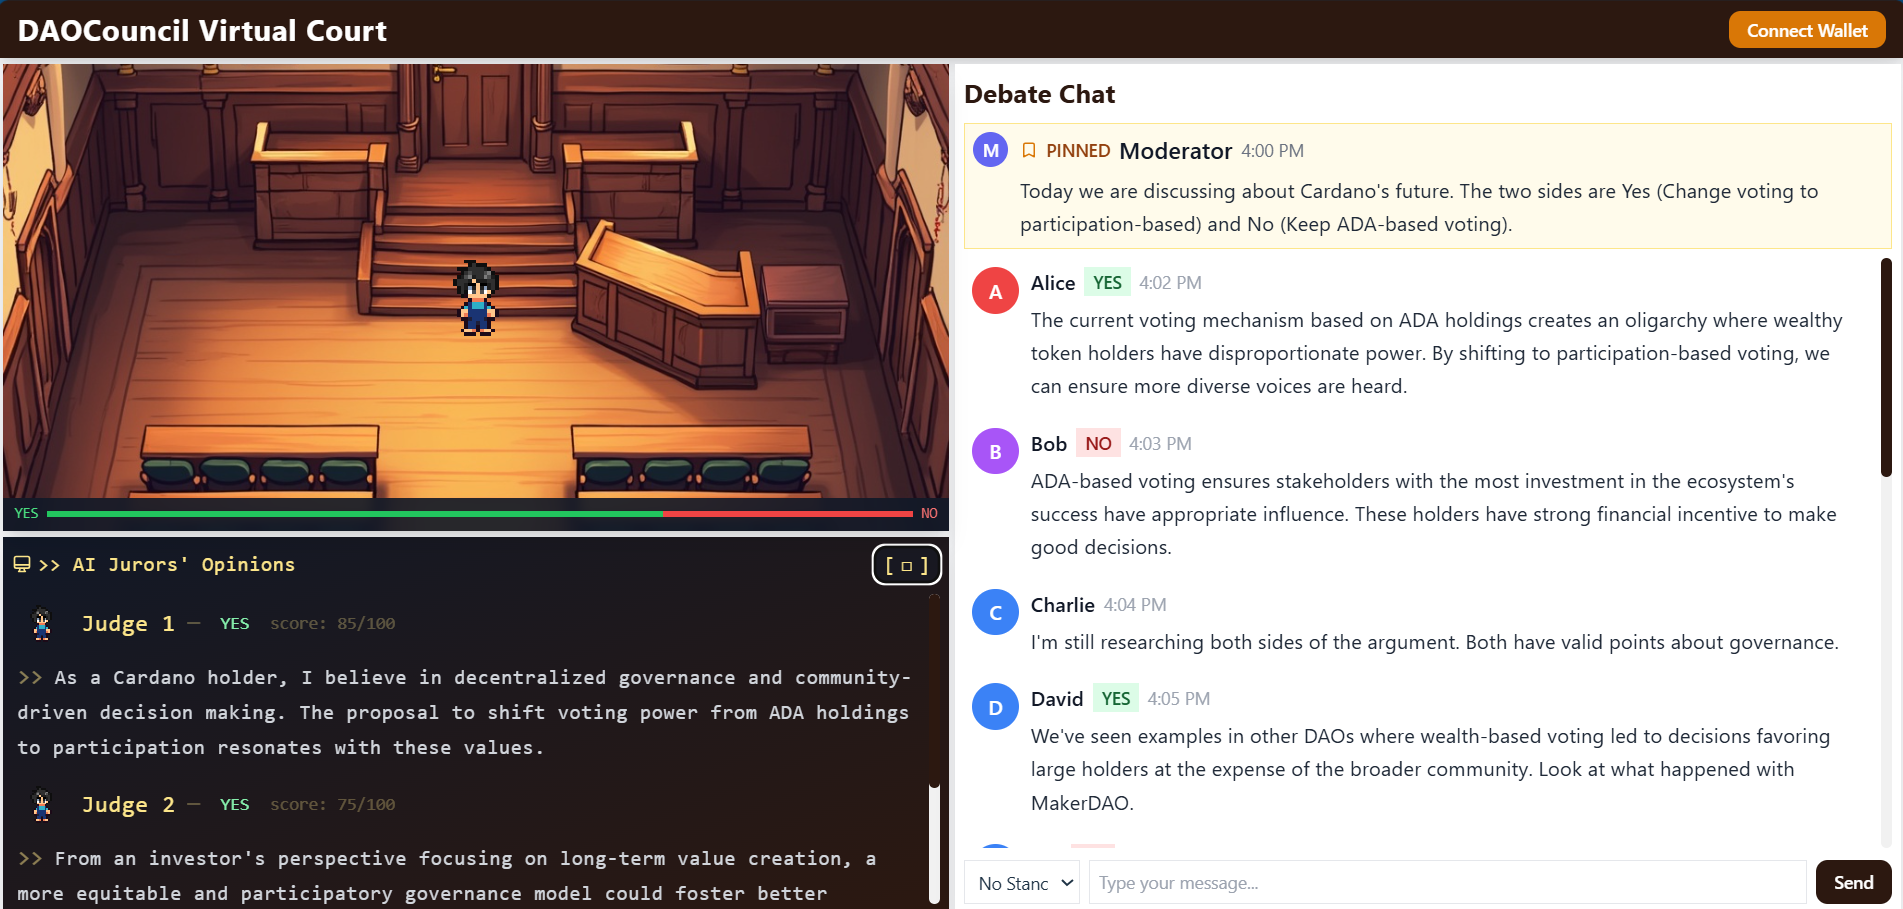 DAOCouncil Virtual Court
Connect Wallet
YES
NO
>> AI Jurors' Opinions
[ □ ]
Judge 1 — YES score: 85/100
>> As a Cardano holder, I believe in decentralized governance and community-
driven decision making. The proposal to shift voting power from ADA holdings
to participation resonates with these values.
Judge 2 — YES score: 75/100
>> From an investor's perspective focusing on long-term value creation, a
more equitable and participatory governance model could foster better
Debate Chat
M PINNED Moderator 4:00 PM
Today we are discussing about Cardano's future. The two sides are Yes (Change voting to
participation-based) and No (Keep ADA-based voting).
A Alice YES 4:02 PM
The current voting mechanism based on ADA holdings creates an oligarchy where wealthy
token holders have disproportionate power. By shifting to participation-based voting, we
can ensure more diverse voices are heard.
B Bob NO 4:03 PM
ADA-based voting ensures stakeholders with the most investment in the ecosystem's
success have appropriate influence. These holders have strong financial incentive to make
good decisions.
C Charlie 4:04 PM
I'm still researching both sides of the argument. Both have valid points about governance.
D David YES 4:05 PM
We've seen examples in other DAOs where wealth-based voting led to decisions favoring
large holders at the expense of the broader community. Look at what happened with
MakerDAO.
No Stanc
Type your message...
Send